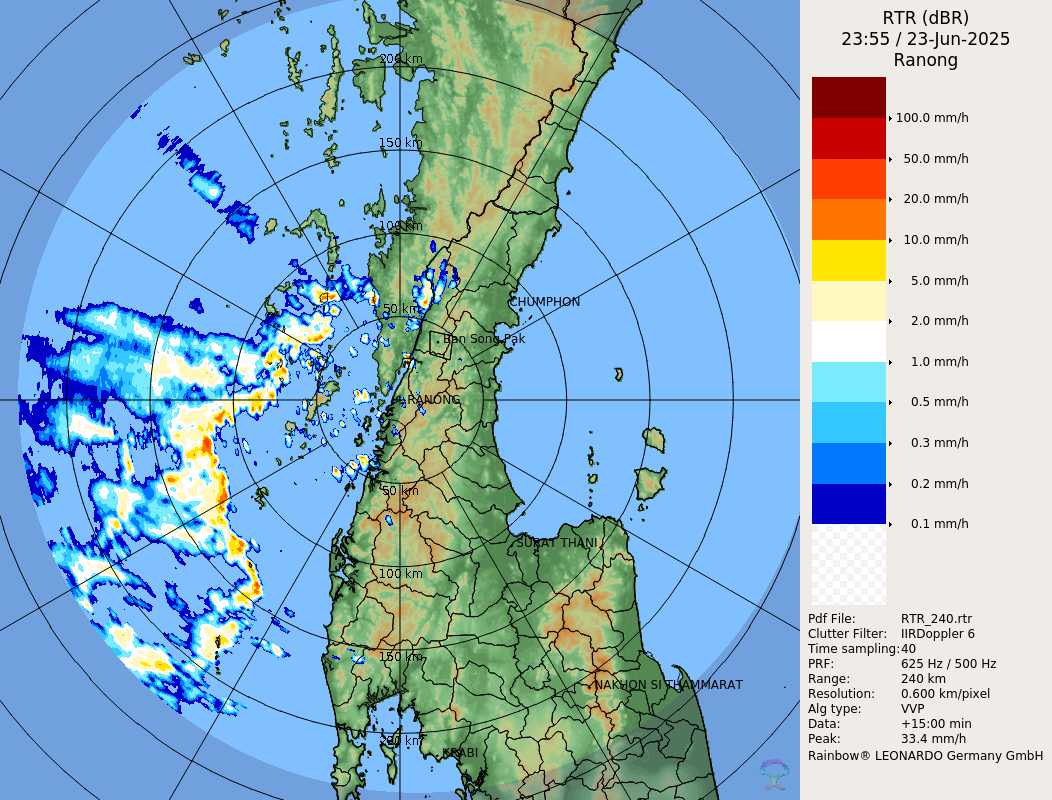 RTR (dBR)
23:55 / 23-Jun-2025
Ranong
100.0 mm/h
50.0 mm/h
20.0 mm/h
10.0 mm/h
5.0 mm/h
2.0 mm/h
1.0 mm/h
0.5 mm/h
0.3 mm/h
0.2 mm/h
0.1 mm/h
Pdf File: RTR_240.rtr
Clutter Filter: IIRDoppler 6
Time sampling:40
PRF: 625 Hz / 500 Hz
Range: 240 km
Resolution: 0.600 km/pixel
Alg type: VVP
Data: +15:00 min
Peak: 33.4 mm/h
Rainbow® LEONARDO Germany GmbH
200 km
150 km
100 km
CHUMPHON
50 km
Ban Song Pak
RANONG
50 km
SURAT THANI
100 km
150 km
NAKHON SI THAMMARAT
200 km
KRABI